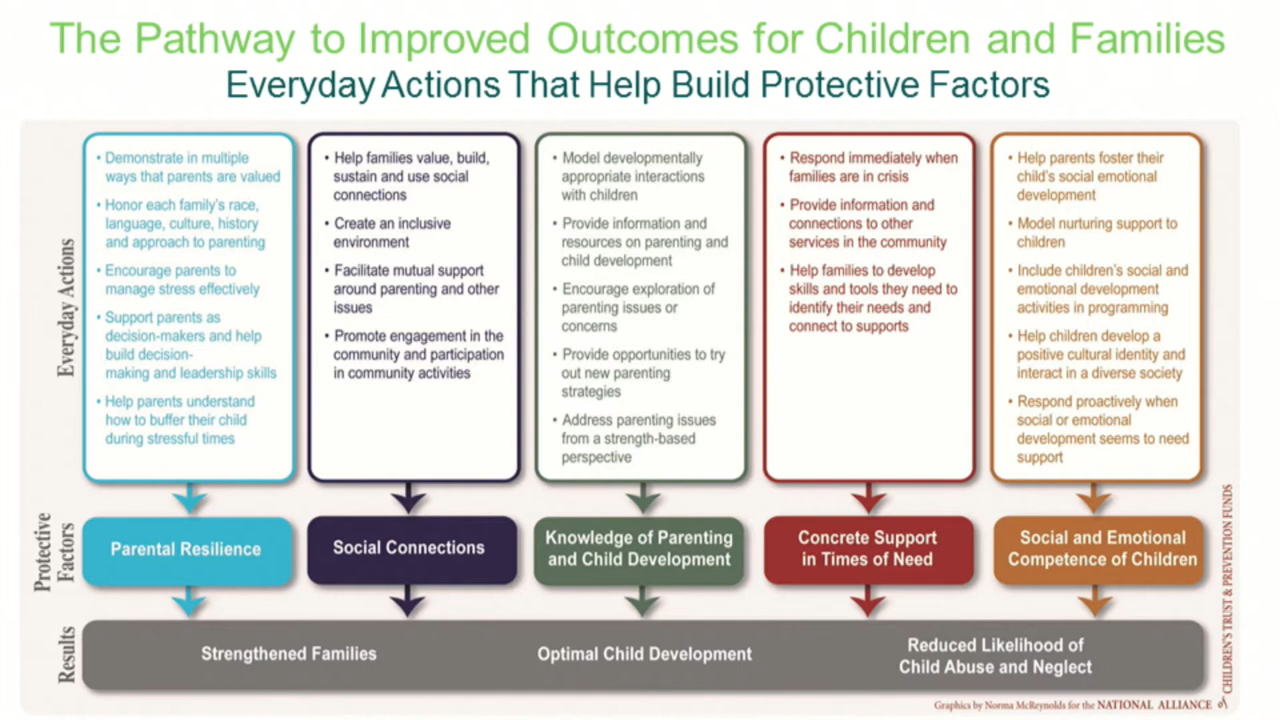 The Pathway to Improved Outcomes for Children and Families
Everyday Actions That Help Build Protective Factors
Everyday Actions
• Demonstrate in multiple
ways that parents are valued
• Honor each family's race,
language, culture, history
and approach to parenting
• Encourage parents to
manage stress effectively
• Support parents as
decision-makers and help
build decision-
making and leadership skills
• Help parents understand
how to buffer their child
during stressful times
• Help families value, build,
sustain and use social
connections
• Create an inclusive
environment
• Facilitate mutual support
around parenting and other
issues
• Promote engagement in the
community and participation
in community activities
• Model developmentally
appropriate interactions
with children
• Provide information and
resources on parenting and
child development
• Encourage exploration of
parenting issues or
concerns
• Provide opportunities to try
out new parenting
strategies
• Address parenting issues
from a strength-based
perspective
• Respond immediately when
families are in crisis
• Provide information and
connections to other
services in the community
• Help families to develop
skills and tools they need to
identify their needs and
connect to supports
• Help parents foster their
child's social emotional
development
• Model nurturing support to
children
• Include children's social and
emotional development
activities in programming
• Help children develop a
positive cultural identity and
interact in a diverse society
• Respond proactively when
social or emotional
development seems to need
support
Protective
Factors
Parental Resilience
Social Connections
Knowledge of Parenting
and Child Development
Concrete Support
in Times of Need
Social and Emotional
Competence of Children
Results
Strengthened Families
Optimal Child Development
Reduced Likelihood of
Child Abuse and Neglect
Graphics by Norma McReynolds for the NATIONAL ALLIANCE of
CHILDREN'S TRUST & PREVENTION FUNDS